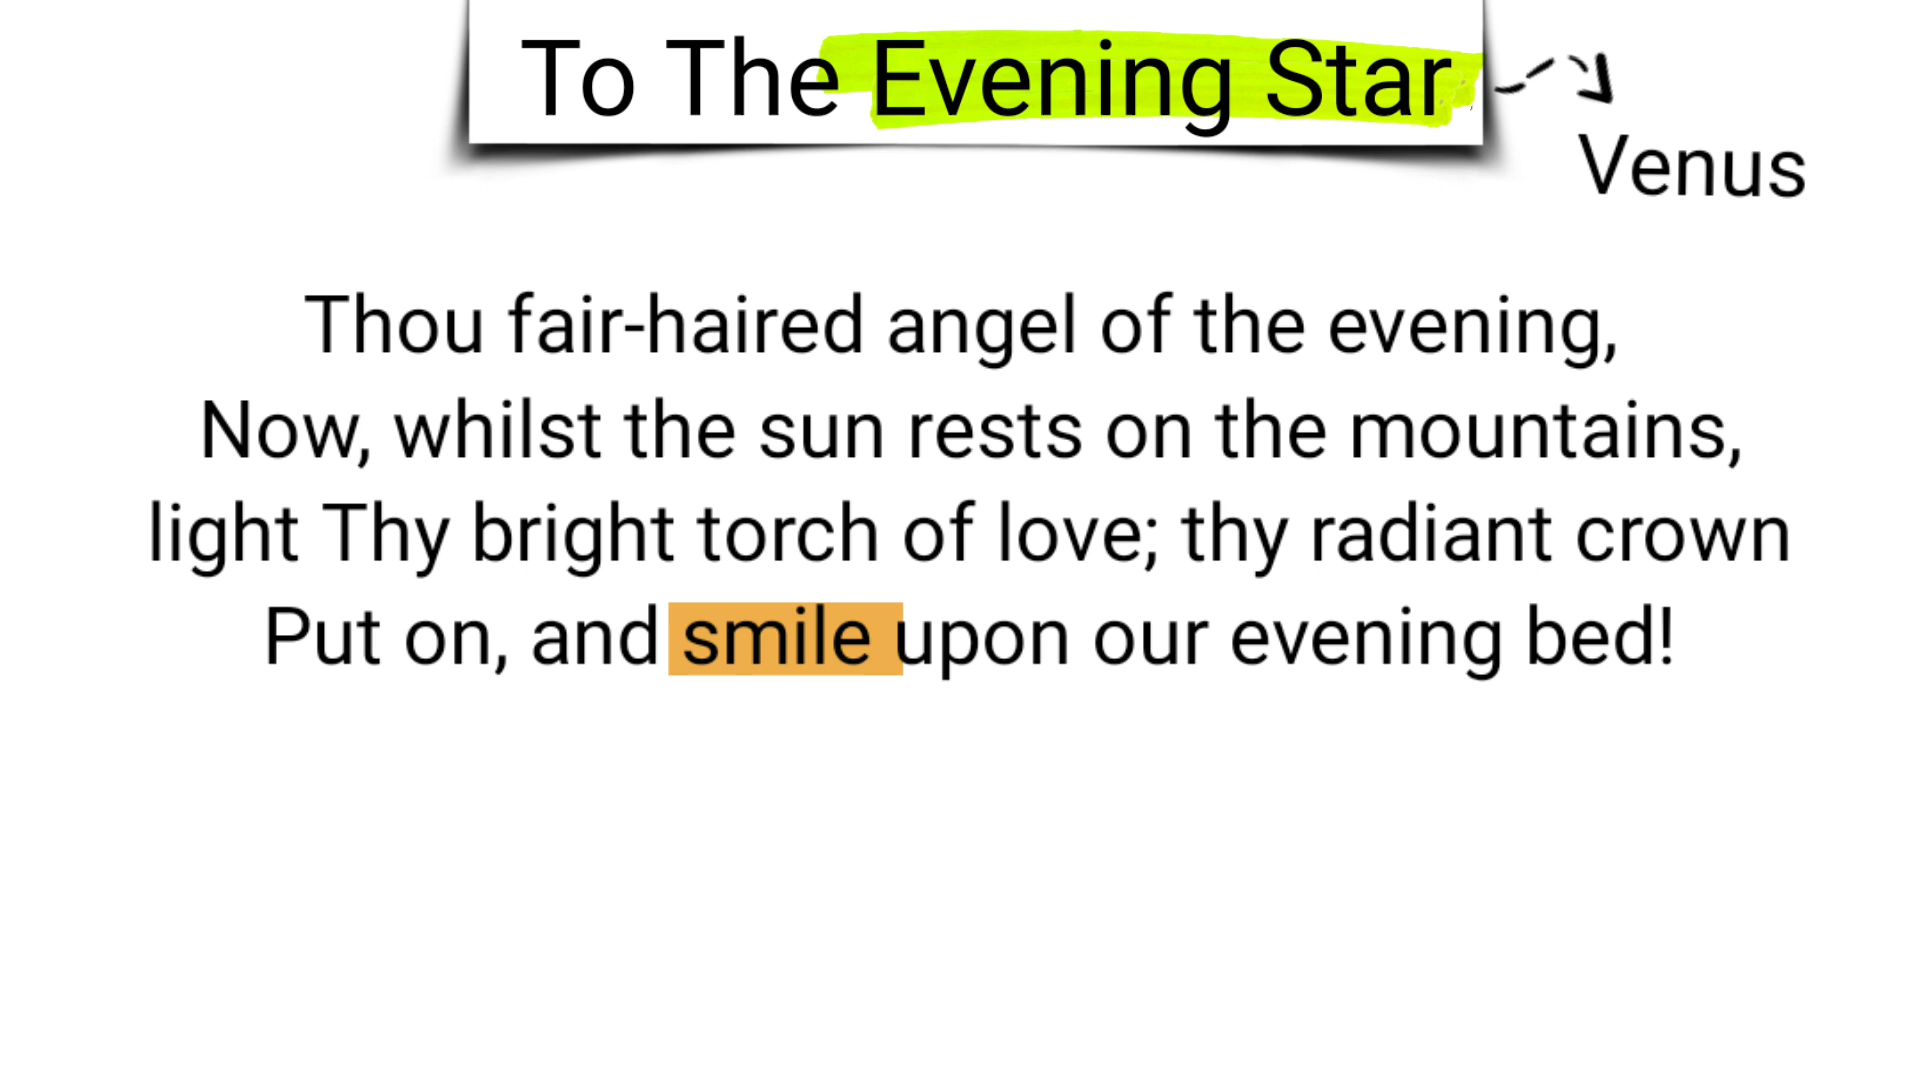 To The Evening Star
Venus
Thou fair-haired angel of the evening,
Now, whilst the sun rests on the mountains,
light Thy bright torch of love; thy radiant crown
Put on, and smile upon our evening bed!